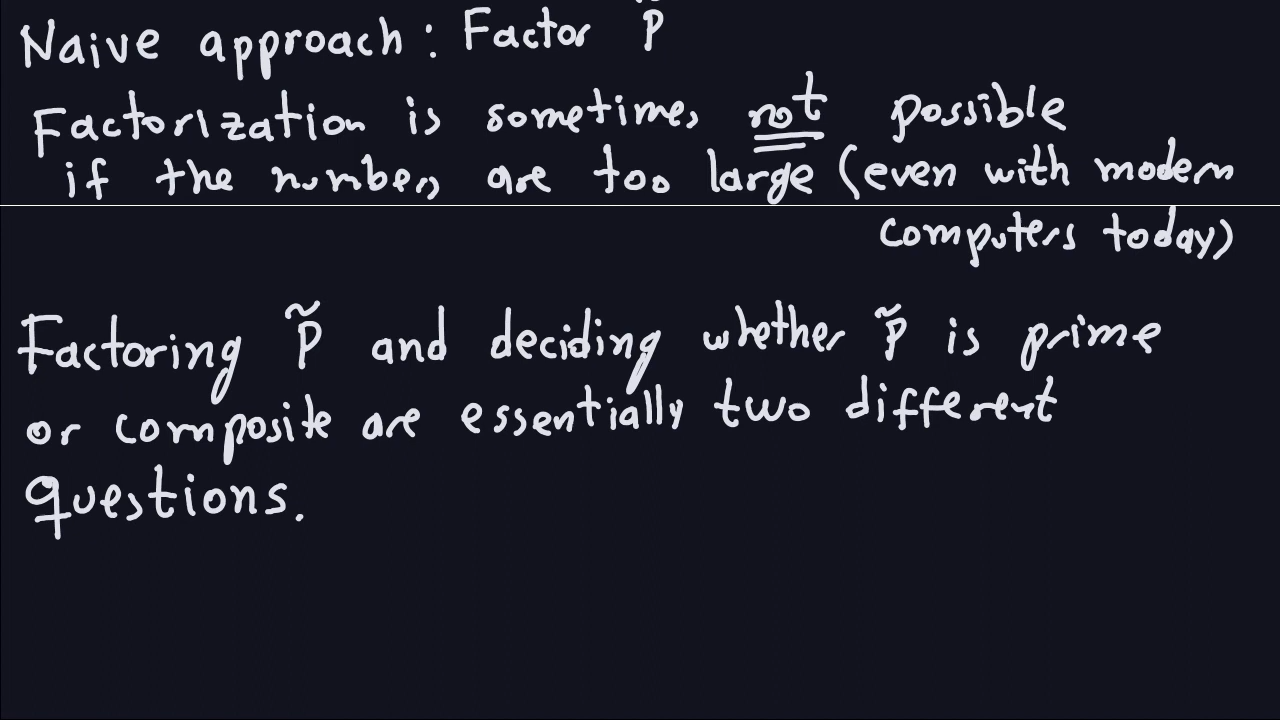 Naive approach: Factor p̃
Factorization is sometimes not possible
if the numbers are too large (even with modern
computers today)
Factoring p̃ and deciding whether p̃ is prime
or composite are essentially two different
questions.